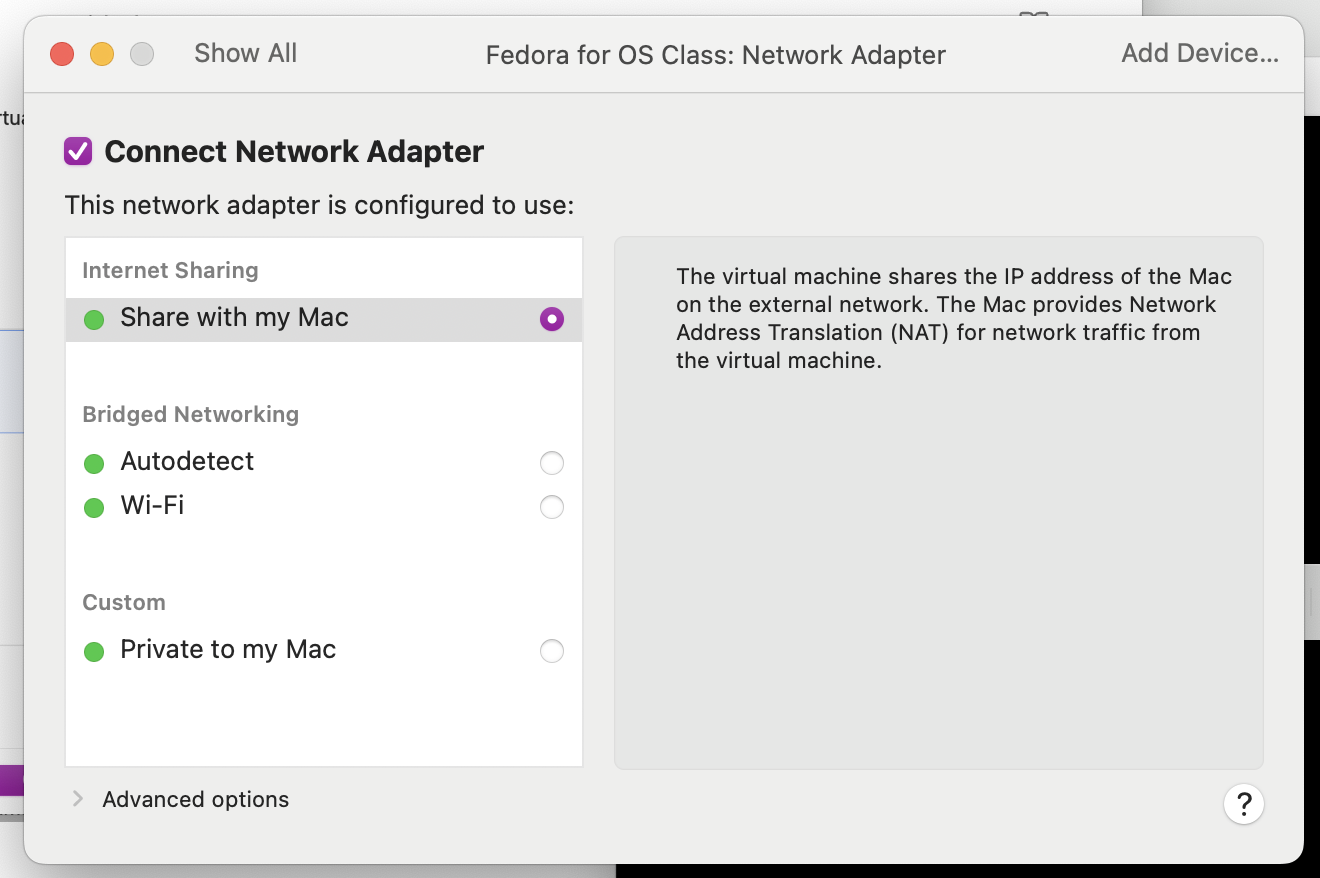 Show All
Fedora for OS Class: Network Adapter
Add Device...
Connect Network Adapter
This network adapter is configured to use:
Internet Sharing
Share with my Mac
Bridged Networking
Autodetect
Wi-Fi
Custom
Private to my Mac
The virtual machine shares the IP address of the Mac
on the external network. The Mac provides Network
Address Translation (NAT) for network traffic from
the virtual machine.
Advanced options
?